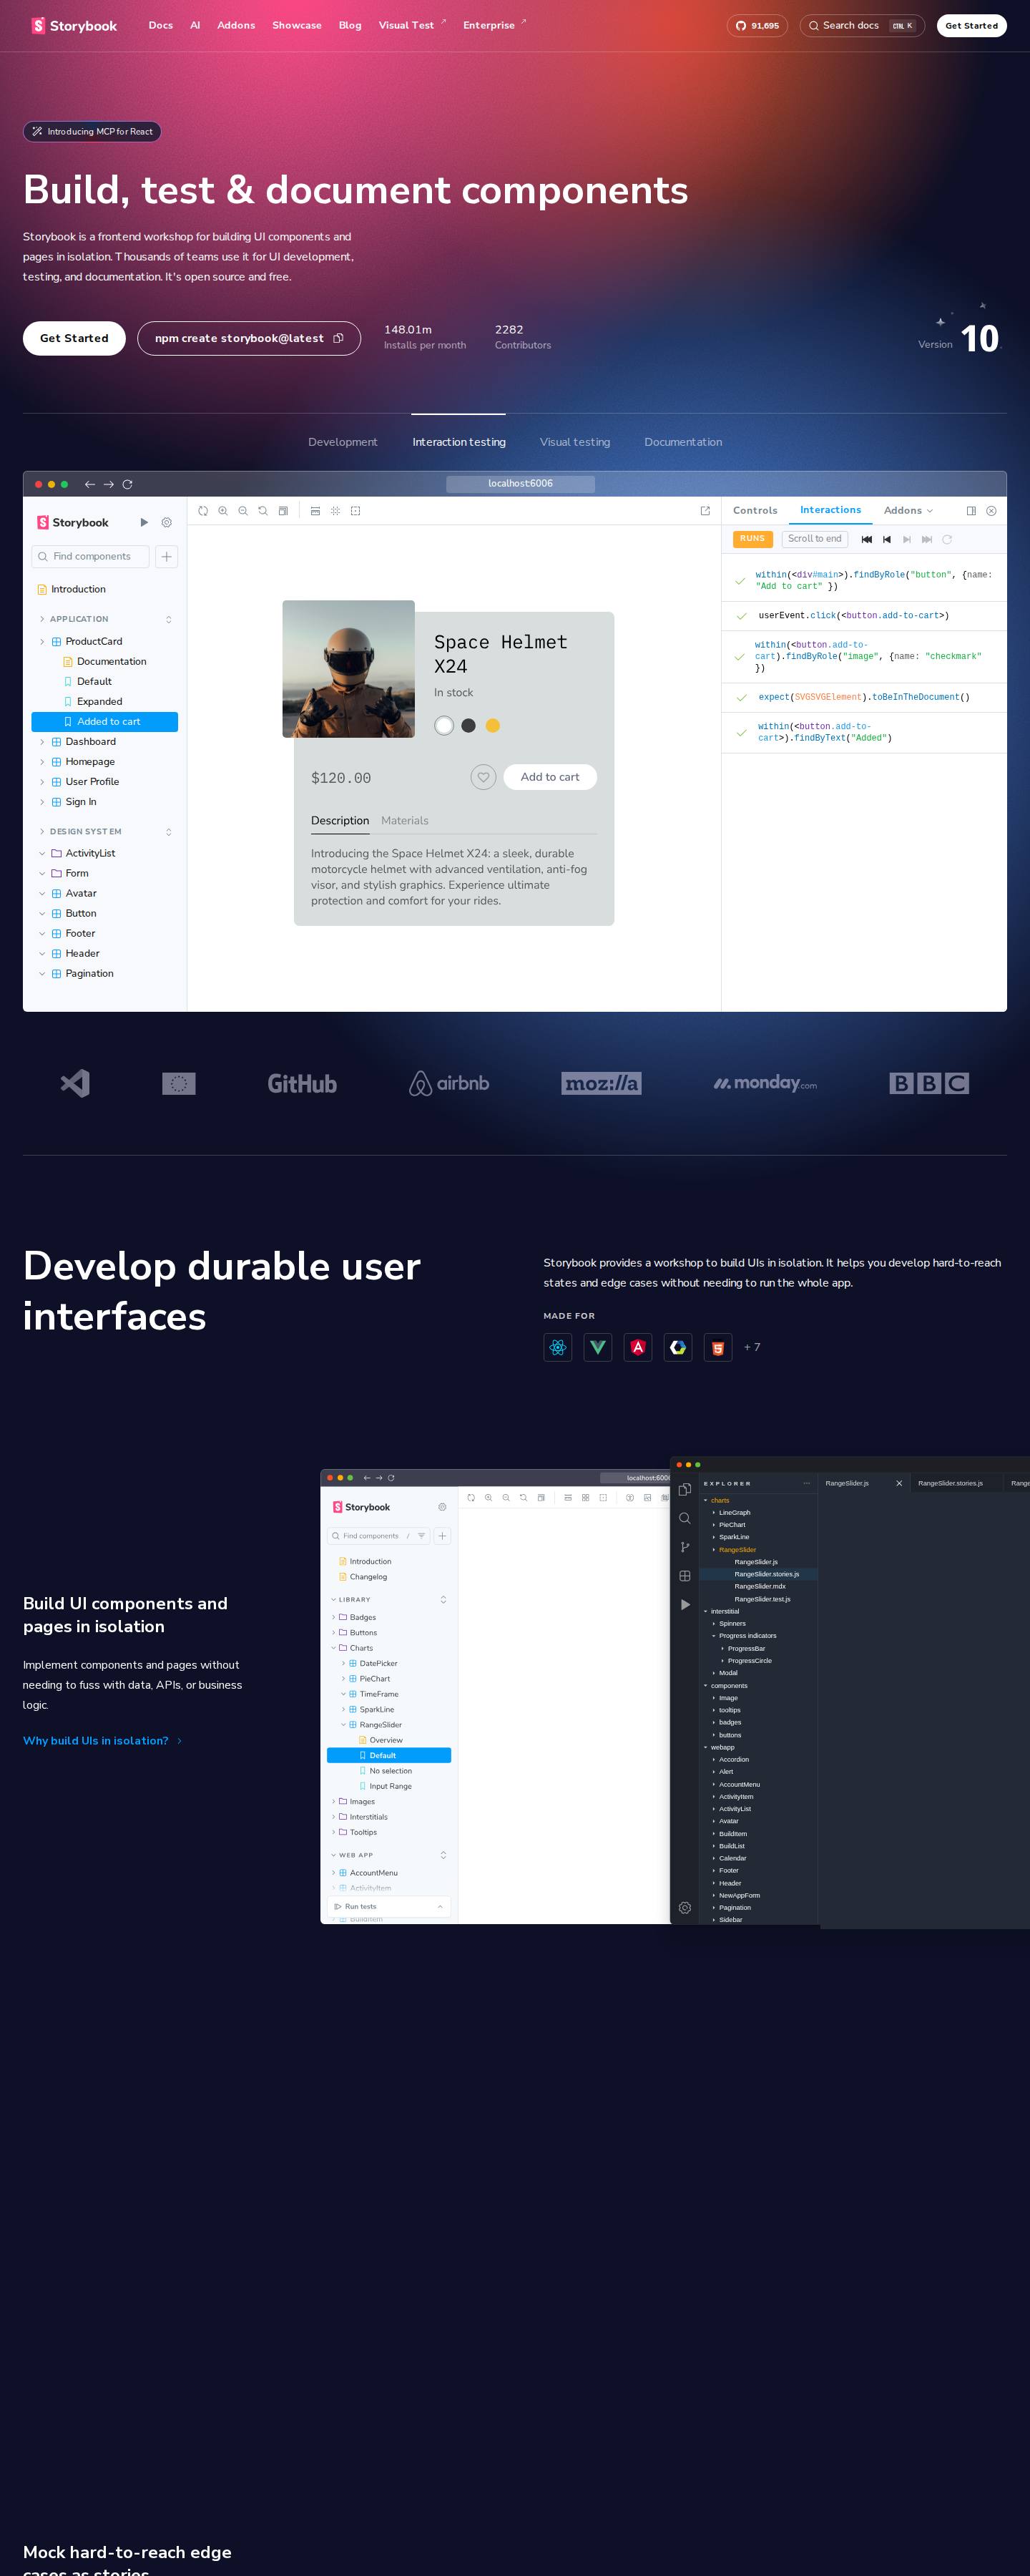 Storybook
Docs
AI
Addons
Showcase
Blog
Visual Test
Enterprise
91,695
Search docs
CTRL K
Get Started
Introducing MCP for React
Build, test & document components
Storybook is a frontend workshop for building UI components and
pages in isolation. Thousands of teams use it for UI development,
testing, and documentation. It's open source and free.
Get Started
npm create storybook@latest
148.01m
Installs per month
2282
Contributors
Version 10
Development
Interaction testing
Visual testing
Documentation
localhost:6006
Storybook
Find components
Introduction
APPLICATION
ProductCard
Documentation
Default
Expanded
Added to cart
Dashboard
Homepage
User Profile
Sign In
DESIGN SYSTEM
ActivityList
Form
Avatar
Button
Footer
Header
Pagination
Space Helmet
X24
In stock
$120.00
Add to cart
Description
Materials
Introducing the Space Helmet X24: a sleek, durable
motorcycle helmet with advanced ventilation, anti-fog
visor, and stylish graphics. Experience ultimate
protection and comfort for your rides.
Controls
Interactions
Addons
RUNS
Scroll to end
within(<div#main>).findByRole("button", {name:
"Add to cart" })
userEvent.click(<button.add-to-cart>)
within(<button.add-to-
cart>).findByRole("image", {name: "checkmark"
})
expect(SVGSVGElement).toBeInTheDocument()
within(<button.add-to-
cart>).findByText("Added")
GitHub
airbnb
moz://a
monday.com
BBC
Develop durable user
interfaces
Storybook provides a workshop to build UIs in isolation. It helps you develop hard-to-reach
states and edge cases without needing to run the whole app.
MADE FOR
+ 7
Build UI components and
pages in isolation
Implement components and pages without
needing to fuss with data, APIs, or business
logic.
Why build UIs in isolation?
localhost:6006
Storybook
Find components /
Introduction
Changelog
LIBRARY
Badges
Buttons
Charts
DatePicker
PieChart
TimeFrame
SparkLine
RangeSlider
Overview
Default
No selection
Input Range
Images
Interstitials
Tooltips
WEB APP
AccountMenu
ActivityItem
Run tests
BuildItem
EXPLORER
charts
LineGraph
PieChart
SparkLine
RangeSlider
RangeSlider.js
RangeSlider.stories.js
RangeSlider.mdx
RangeSlider.test.js
interstitial
Spinners
Progress indicators
ProgressBar
ProgressCircle
Modal
components
Image
tooltips
badges
buttons
webapp
Accordion
Alert
AccountMenu
ActivityItem
ActivityList
Avatar
BuildItem
BuildList
Calendar
Footer
Header
NewAppForm
Pagination
Sidebar
RangeSlider.js
RangeSlider.stories.js
Mock hard-to-reach edge
cases as stories